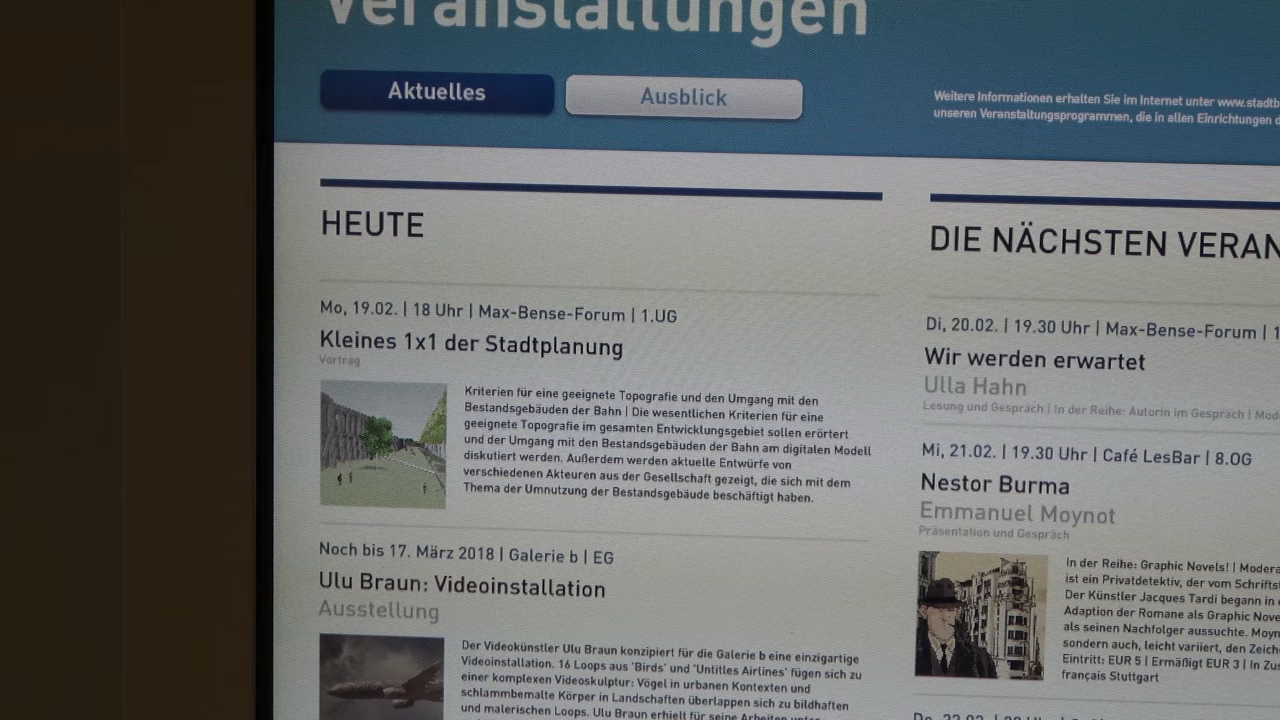 Veranstaltungen
Aktuelles
Ausblick
Weitere Informationen erhalten Sie im Internet unter
unseren Veranstaltungsprogrammen, die in allen Einrichtungen
HEUTE
Mo, 19.02. | 18 Uhr | Max-Bense-Forum | 1.UG
Kleines 1x1 der Stadtplanung
Vortrag
Kriterien für eine geeignete Topografie und den Umgang mit den
Bestandsgebäuden der Bahn | Die wesentlichen Kriterien für eine
geeignete Topografie im gesamten Entwicklungsgebiet sollen erörtert
und der Umgang mit den Bestandsgebäuden der Bahn am digitalen Modell
diskutiert werden. Außerdem werden aktuelle Entwürfe von
verschiedenen Akteuren aus der Gesellschaft gezeigt, die sich mit dem
Thema der Umnutzung der Bestandsgebäude beschäftigt haben.
Noch bis 17. März 2018 | Galerie b | EG
Ulu Braun: Videoinstallation
Ausstellung
Der Videokünstler Ulu Braun konzipiert für die Galerie b eine einzigartige
Videoinstallation. 16 Loops aus 'Birds' und 'Untitles Airlines' fügen sich zu
einer komplexen Videoskulptur: Vögel in urbanen Kontexten und
schlammbemalte Körper in Landschaften überlappen sich zu bildhaften
und malerischen Loops. Ulu Braun erhielt für seine Arbeiten unter
DIE NÄCHSTEN VERAN
Di, 20.02. | 19.30 Uhr | Max-Bense-Forum | 1
Wir werden erwartet
Ulla Hahn
Lesung und Gespräch | In der Reihe: Autorin im Gespräch | Mod
Mi, 21.02. | 19.30 Uhr | Café LesBar | 8.OG
Nestor Burma
Emmanuel Moynot
Präsentation und Gespräch
In der Reihe: Graphic Novels! | Modera
ist ein Privatdetektiv, der vom Schriftst
Der Künstler Jacques Tardi begann in
Adaption der Romane als Graphic Nove
als seinen Nachfolger aussuchte. Moyn
sondern auch, leicht variiert, den Zeiche
Eintritt: EUR 5 | Ermäßigt EUR 3 | In Zus
français Stuttgart